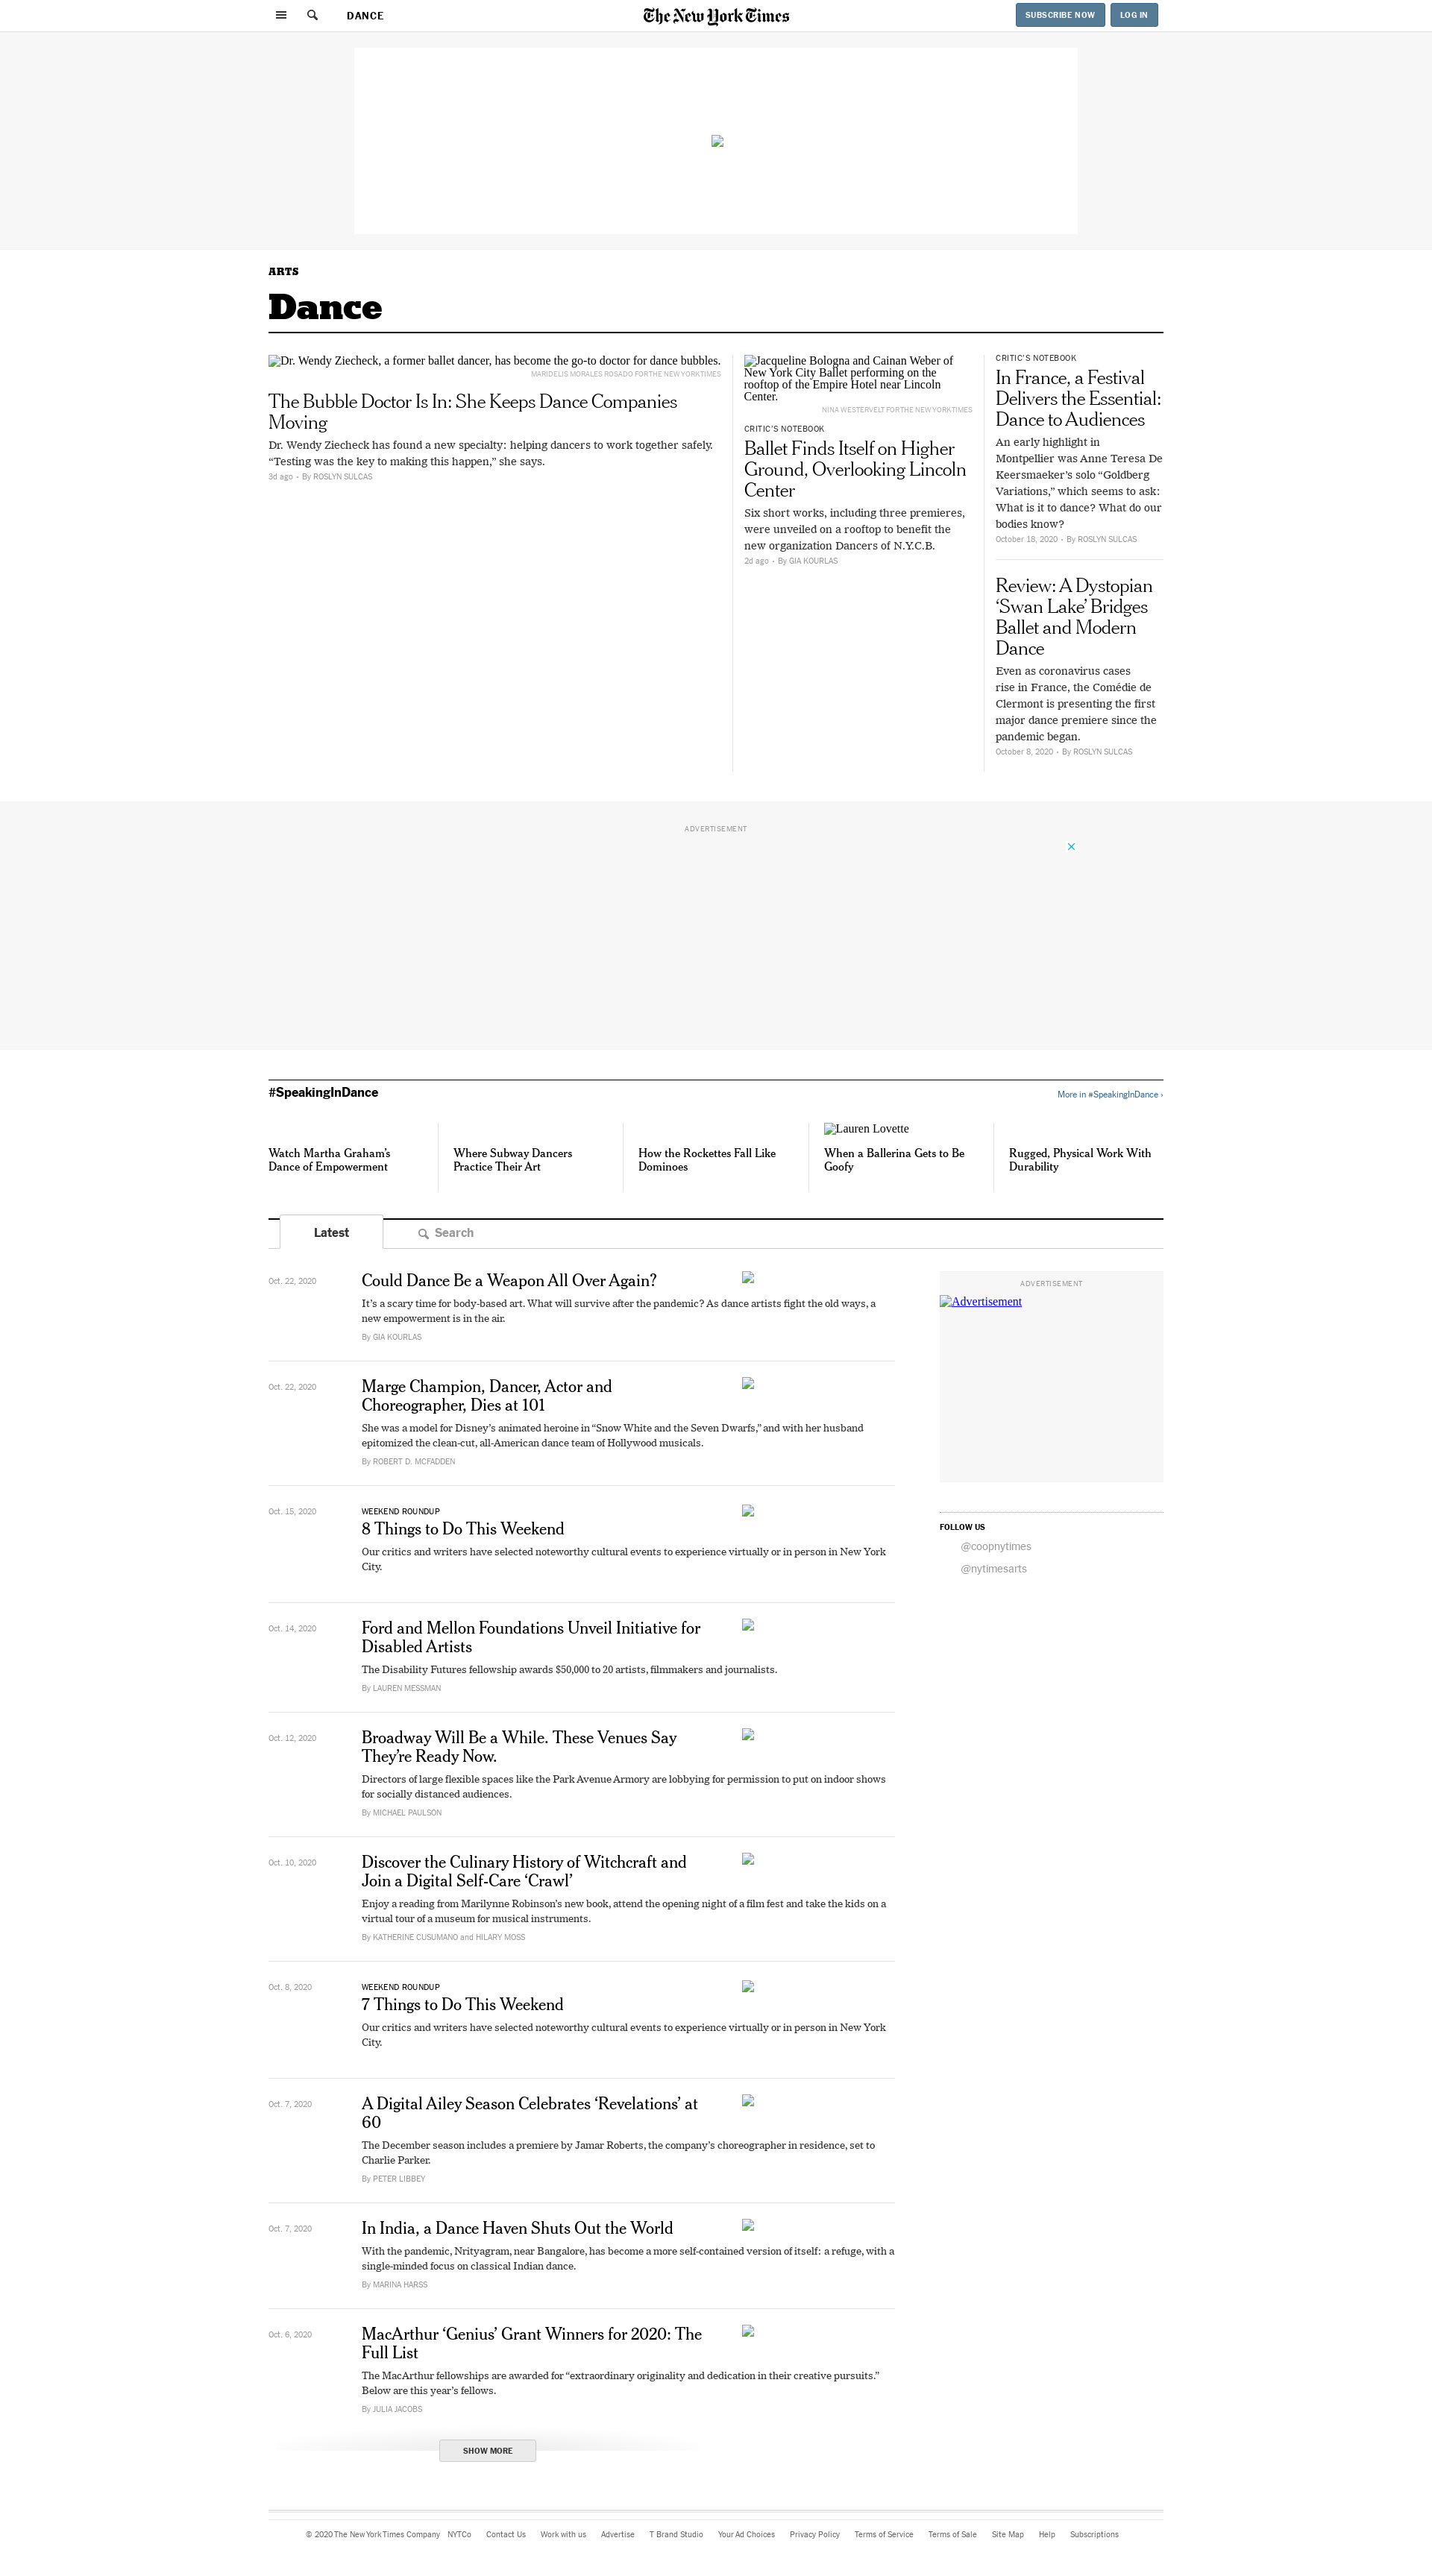 DANCE
The New York Times
SUBSCRIBE NOW
LOG IN
ARTS
Dance
Dr. Wendy Ziecheck, a former ballet dancer, has become the go-to doctor for dance bubbles.
MARIDELIS MORALES ROSADO FOR THE NEW YORK TIMES
The Bubble Doctor Is In: She Keeps Dance Companies
Moving
Dr. Wendy Ziecheck has found a new specialty: helping dancers to work together safely.
“Testing was the key to making this happen,” she says.
3d ago • By ROSLYN SULCAS
Jacqueline Bologna and Cainan Weber of
New York City Ballet performing on the
rooftop of the Empire Hotel near Lincoln
Center.
NINA WESTERVELT FOR THE NEW YORK TIMES
CRITIC’S NOTEBOOK
Ballet Finds Itself on Higher
Ground, Overlooking Lincoln
Center
Six short works, including three premieres,
were unveiled on a rooftop to benefit the
new organization Dancers of N.Y.C.B.
2d ago • By GIA KOURLAS
CRITIC’S NOTEBOOK
In France, a Festival
Delivers the Essential:
Dance to Audiences
An early highlight in
Montpellier was Anne Teresa De
Keersmaeker’s solo “Goldberg
Variations,” which seems to ask:
What is it to dance? What do our
bodies know?
October 18, 2020 • By ROSLYN SULCAS
Review: A Dystopian
‘Swan Lake’ Bridges
Ballet and Modern
Dance
Even as coronavirus cases
rise in France, the Comédie de
Clermont is presenting the first
major dance premiere since the
pandemic began.
October 8, 2020 • By ROSLYN SULCAS
ADVERTISEMENT
#SpeakingInDance
More in #SpeakingInDance ›
Watch Martha Graham’s
Dance of Empowerment
Where Subway Dancers
Practice Their Art
How the Rockettes Fall Like
Dominoes
Lauren Lovette
When a Ballerina Gets to Be
Goofy
Rugged, Physical Work With
Durability
Latest
Search
Oct. 22, 2020
Could Dance Be a Weapon All Over Again?
It’s a scary time for body-based art. What will survive after the pandemic? As dance artists fight the old ways, a
new empowerment is in the air.
By GIA KOURLAS
Oct. 22, 2020
Marge Champion, Dancer, Actor and
Choreographer, Dies at 101
She was a model for Disney’s animated heroine in “Snow White and the Seven Dwarfs,” and with her husband
epitomized the clean-cut, all-American dance team of Hollywood musicals.
By ROBERT D. MCFADDEN
Oct. 15, 2020
WEEKEND ROUNDUP
8 Things to Do This Weekend
Our critics and writers have selected noteworthy cultural events to experience virtually or in person in New York
City.
Oct. 14, 2020
Ford and Mellon Foundations Unveil Initiative for
Disabled Artists
The Disability Futures fellowship awards $50,000 to 20 artists, filmmakers and journalists.
By LAUREN MESSMAN
Oct. 12, 2020
Broadway Will Be a While. These Venues Say
They’re Ready Now.
Directors of large flexible spaces like the Park Avenue Armory are lobbying for permission to put on indoor shows
for socially distanced audiences.
By MICHAEL PAULSON
Oct. 10, 2020
Discover the Culinary History of Witchcraft and
Join a Digital Self-Care ‘Crawl’
Enjoy a reading from Marilynne Robinson’s new book, attend the opening night of a film fest and take the kids on a
virtual tour of a museum for musical instruments.
By KATHERINE CUSUMANO and HILARY MOSS
Oct. 8, 2020
WEEKEND ROUNDUP
7 Things to Do This Weekend
Our critics and writers have selected noteworthy cultural events to experience virtually or in person in New York
City.
Oct. 7, 2020
A Digital Ailey Season Celebrates ‘Revelations’ at
60
The December season includes a premiere by Jamar Roberts, the company’s choreographer in residence, set to
Charlie Parker.
By PETER LIBBEY
Oct. 7, 2020
In India, a Dance Haven Shuts Out the World
With the pandemic, Nrityagram, near Bangalore, has become a more self-contained version of itself: a refuge, with a
single-minded focus on classical Indian dance.
By MARINA HARSS
Oct. 6, 2020
MacArthur ‘Genius’ Grant Winners for 2020: The
Full List
The MacArthur fellowships are awarded for “extraordinary originality and dedication in their creative pursuits.”
Below are this year’s fellows.
By JULIA JACOBS
SHOW MORE
ADVERTISEMENT
Advertisement
FOLLOW US
@coopnytimes
@nytimesarts
© 2020 The New York Times Company NYTCo Contact Us Work with us Advertise T Brand Studio Your Ad Choices Privacy Policy Terms of Service Terms of Sale Site Map Help Subscriptions